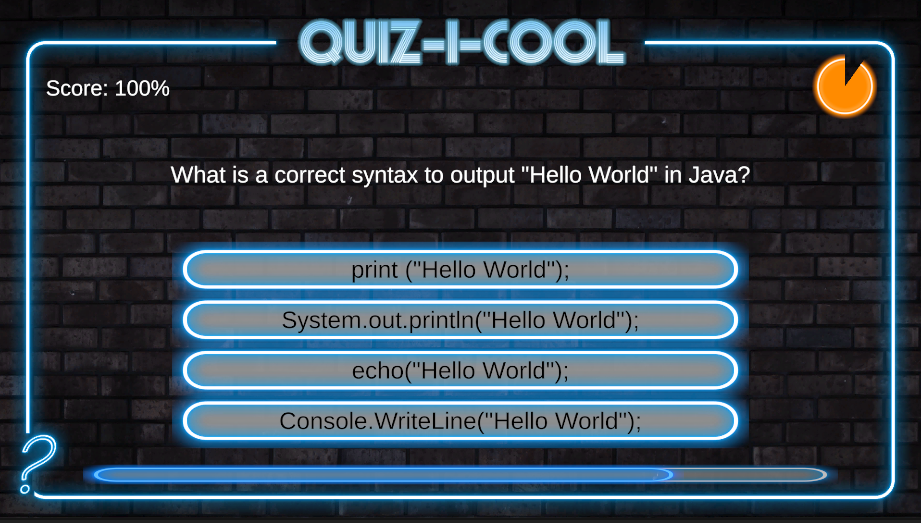 QUIZ-I-COOL
Score: 100%
What is a correct syntax to output "Hello World" in Java?
print ("Hello World");
System.out.println("Hello World");
echo("Hello World");
Console.WriteLine("Hello World");
?